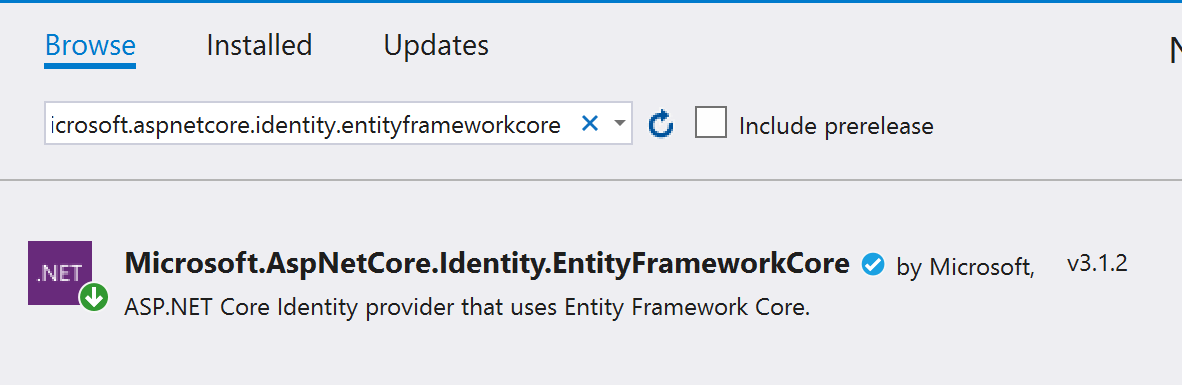 Browse Installed Updates N
icrosoft.aspnetcore.identity.entityframeworkcore Include prerelease
.NET
Microsoft.AspNetCore.Identity.EntityFrameworkCore by Microsoft, v3.1.2
ASP.NET Core Identity provider that uses Entity Framework Core.